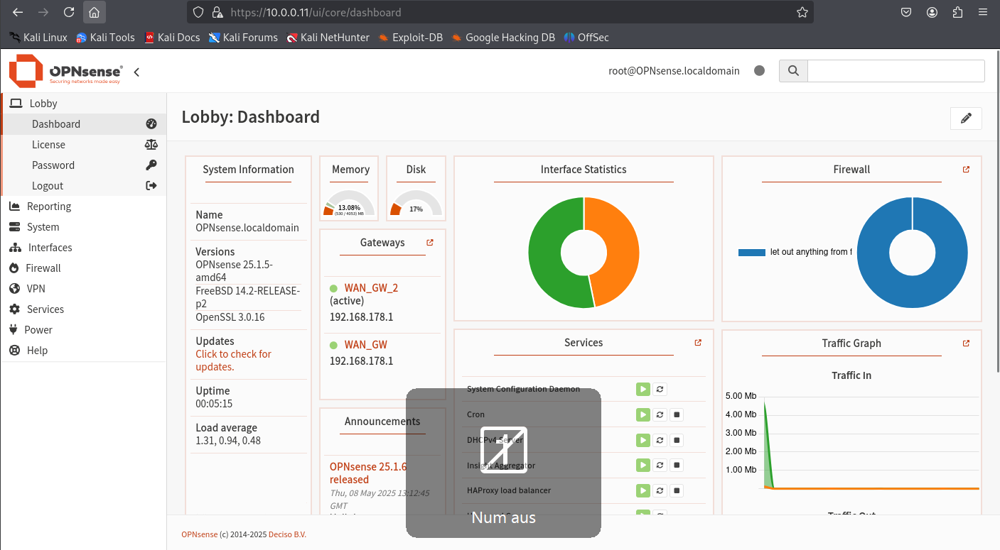 https://10.0.0.11/ui/core/dashboard
Kali Linux
Kali Tools
Kali Docs
Kali Forums
Kali NetHunter
Exploit-DB
Google Hacking DB
OffSec
OPNsense®
Securing networks made easy
root@OPNsense.localdomain
Lobby
Dashboard
License
Password
Logout
Reporting
System
Interfaces
Firewall
VPN
Services
Power
Help
Lobby: Dashboard
System Information
Name
OPNsense.localdomain
Versions
OPNsense 25.1.5-
amd64
FreeBSD 14.2-RELEASE-
p2
OpenSSL 3.0.16
Updates
Click to check for
updates.
Uptime
00:05:15
Load average
1.31, 0.94, 0.48
Memory
13.08%
(530 / 4053) MB
Disk
17%
Gateways
WAN_GW_2
(active)
192.168.178.1
WAN_GW
192.168.178.1
Announcements
OPNsense 25.1.6
released
Thu, 08 May 2025 13:12:45
GMT
Interface Statistics
Services
System Configuration Daemon
Cron
DHCPv4 Server
Insight Aggregator
HAProxy load balancer
Firewall
let out anything from f
Traffic Graph
Traffic In
5.00 Mb
4.00 Mb
3.00 Mb
2.00 Mb
1.00 Mb
Traffic Out
1
Num aus
OPNsense (c) 2014-2025 Deciso B.V.